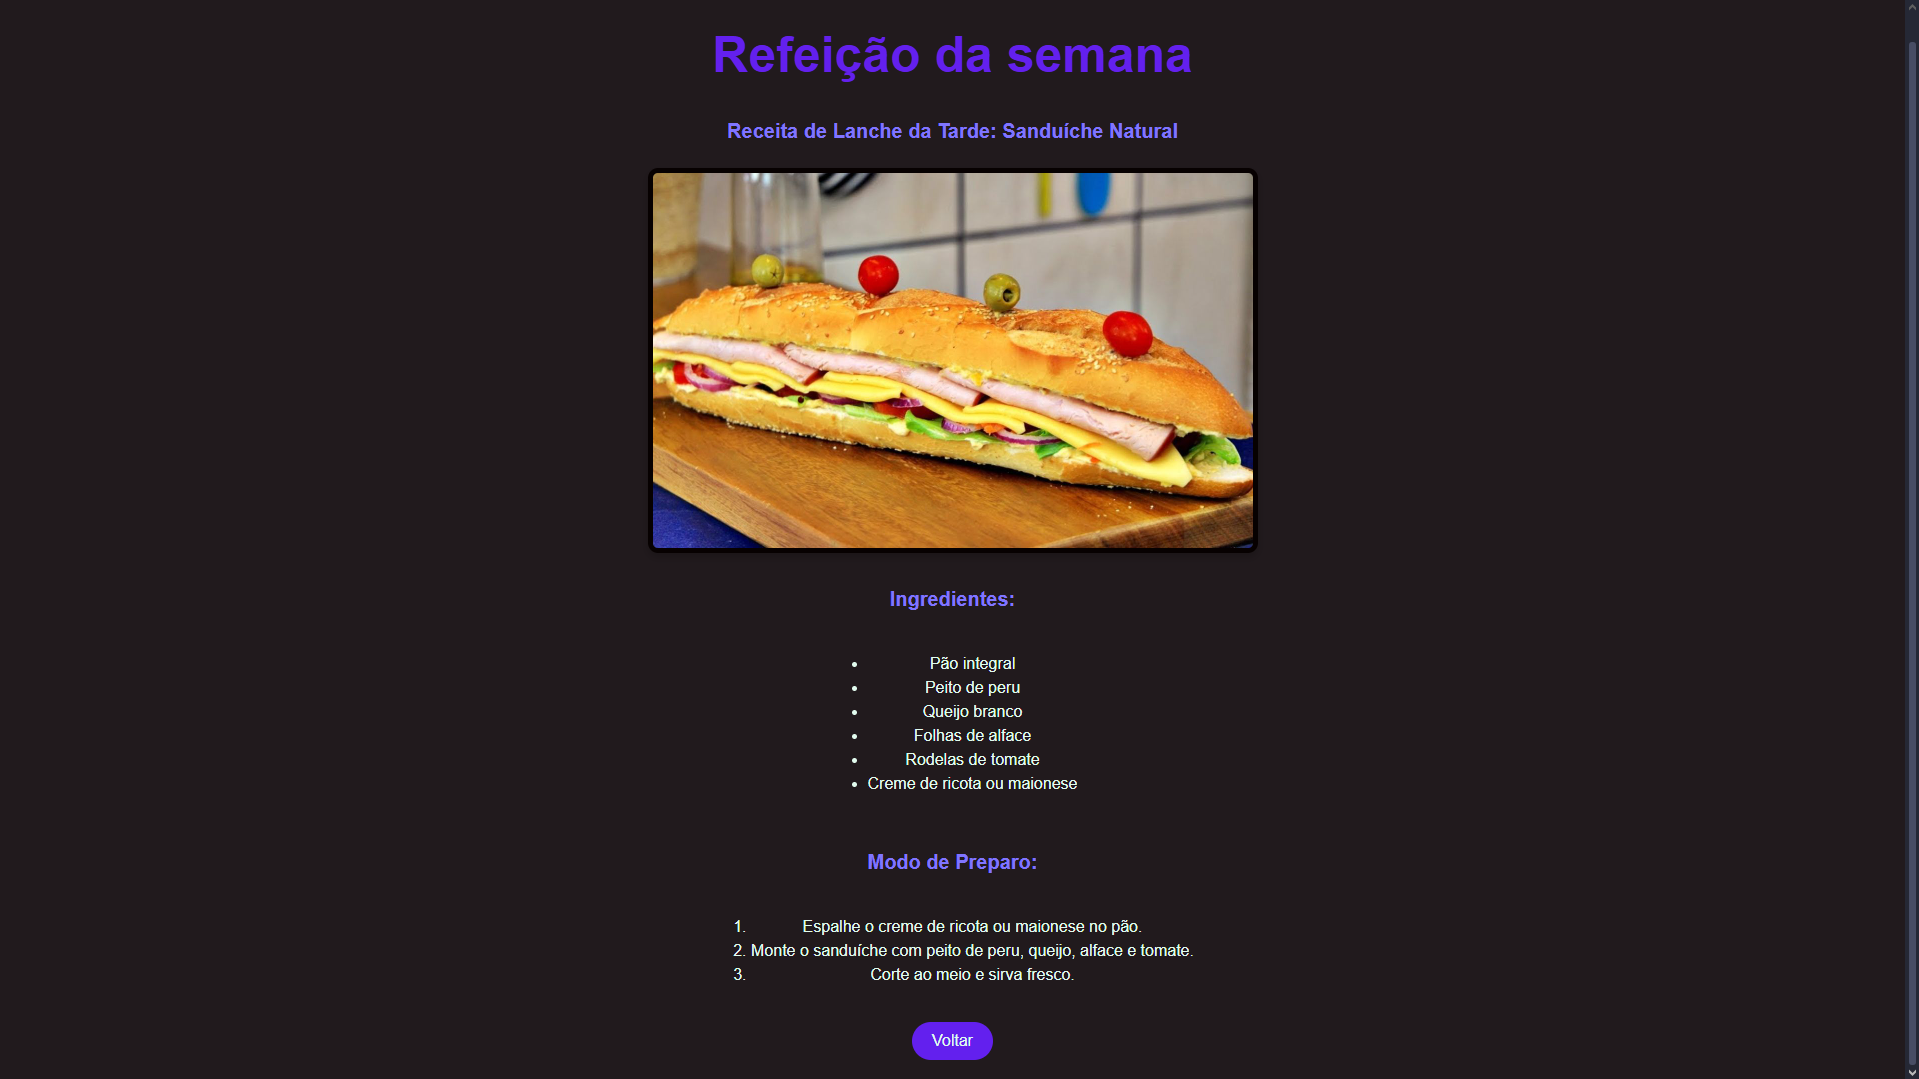 Refeição da semana
Receita de Lanche da Tarde: Sanduíche Natural
Ingredientes:
• Pão integral
• Peito de peru
• Queijo branco
• Folhas de alface
• Rodelas de tomate
• Creme de ricota ou maionese
Modo de Preparo:
1. Espalhe o creme de ricota ou maionese no pão.
2. Monte o sanduíche com peito de peru, queijo, alface e tomate.
3. Corte ao meio e sirva fresco.
Voltar